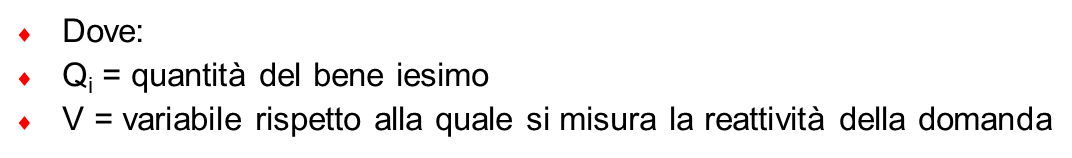 ♦ Dove:
♦ Qi = quantità del bene iesimo
♦ V = variabile rispetto alla quale si misura la reattività della domanda